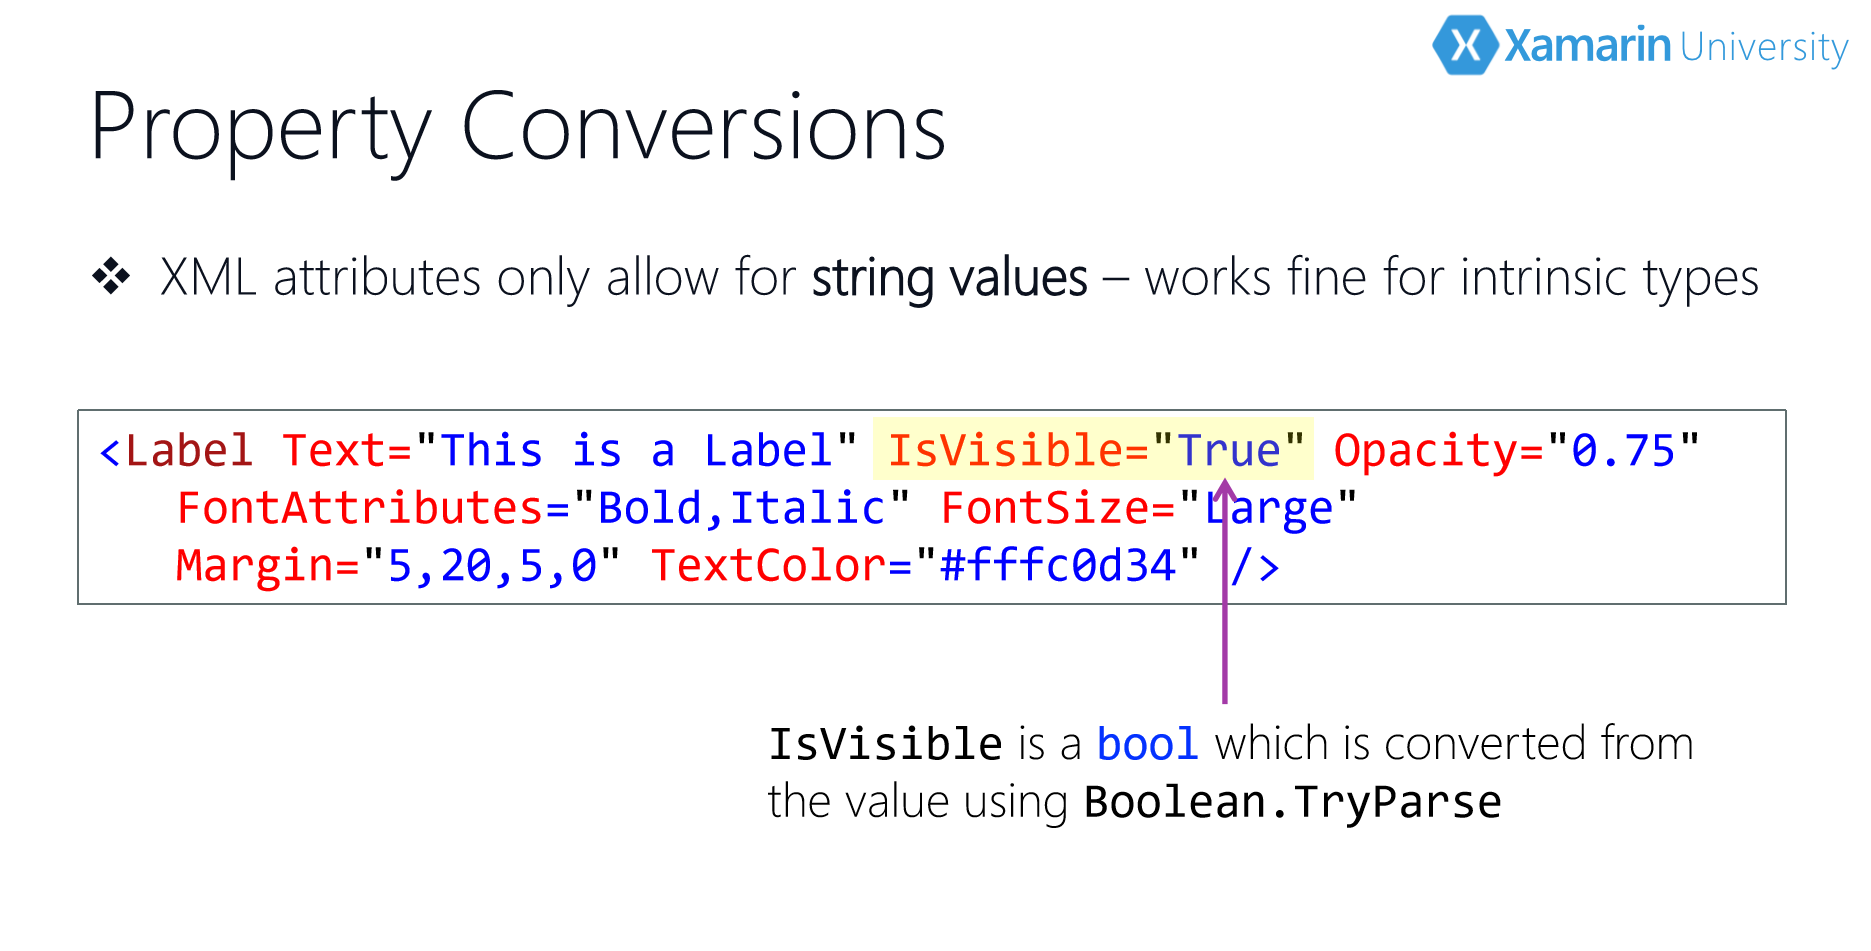 Xamarin University
Property Conversions
❖ XML attributes only allow for string values – works fine for intrinsic types
<Label Text="This is a Label" IsVisible="True" Opacity="0.75"
FontAttributes="Bold,Italic" FontSize="Large"
Margin="5,20,5,0" TextColor="#fffc0d34" />
IsVisible is a bool which is converted from
the value using Boolean.TryParse